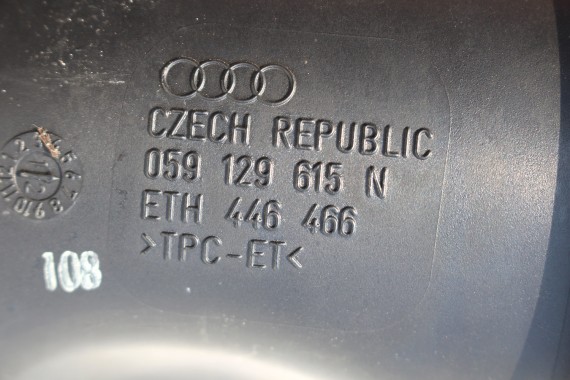 CZECH REPUBLIC
059 129 615 N
ETH 446 466
>TPC-ET<
108